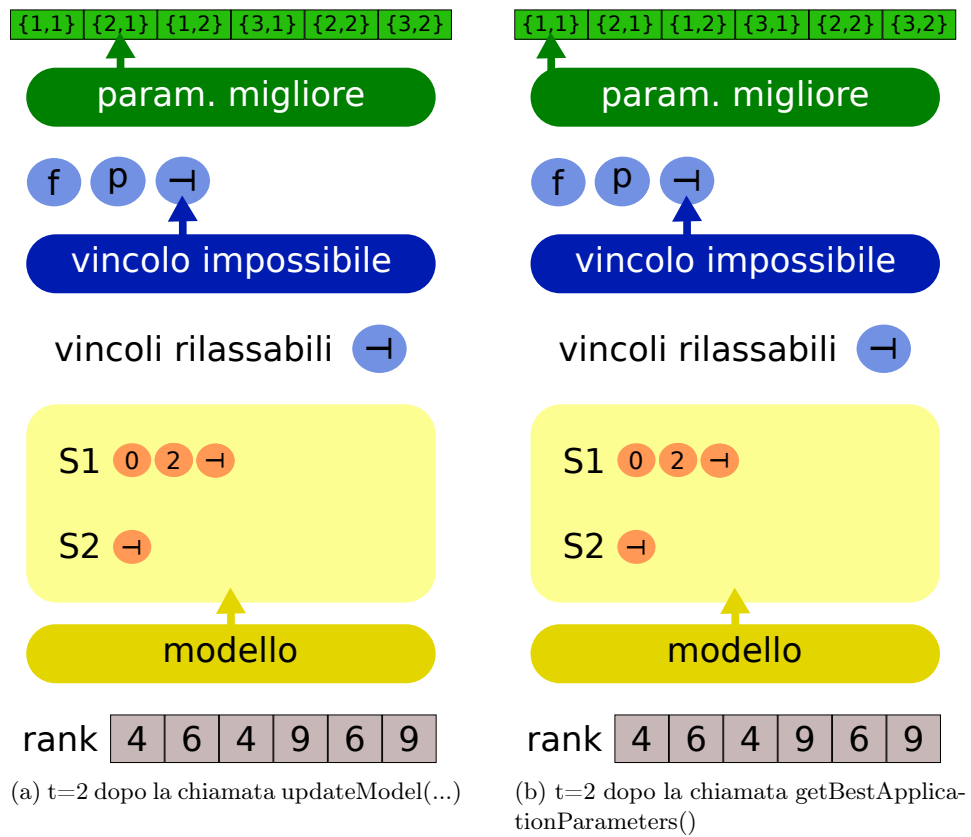 {1,1} {2,1} {1,2} {3,1} {2,2} {3,2}
param. migliore
f p ⊣
vincolo impossibile
vincoli rilassabili ⊣
S1 0 2 ⊣
S2 ⊣
modello
rank 4 6 4 9 6 9
(a) t=2 dopo la chiamata updateModel(...)
{1,1} {2,1} {1,2} {3,1} {2,2} {3,2}
param. migliore
f p ⊣
vincolo impossibile
vincoli rilassabili ⊣
S1 0 2 ⊣
S2 ⊣
modello
rank 4 6 4 9 6 9
(b) t=2 dopo la chiamata getBestApplica-
tionParameters()